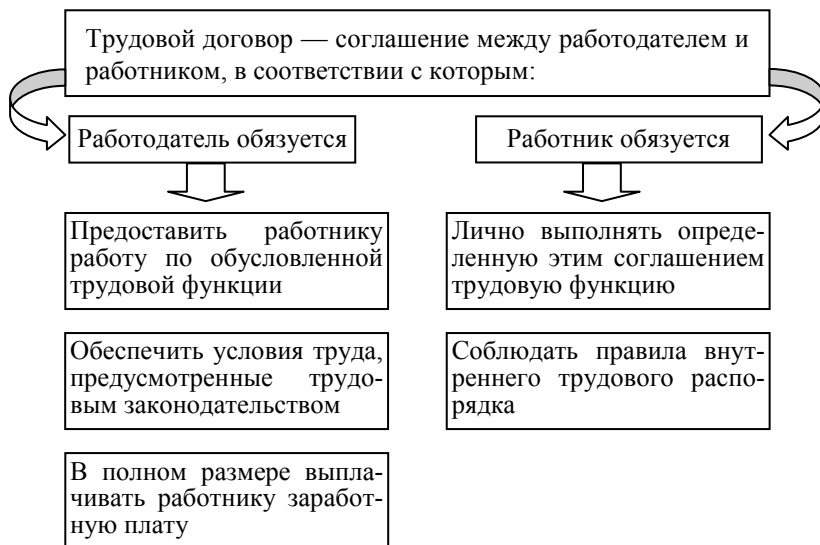 Трудовой договор — соглашение между работодателем и
работником, в соответствии с которым:
Работодатель обязуется
Работник обязуется
Предоставить работнику
работу по обусловленной
трудовой функции
Лично выполнять опреде-
ленную этим соглашением
трудовую функцию
Обеспечить условия труда,
предусмотренные трудо-
вым законодательством
Соблюдать правила внут-
реннего трудового распо-
рядка
В полном размере выпла-
чивать работнику заработ-
ную плату